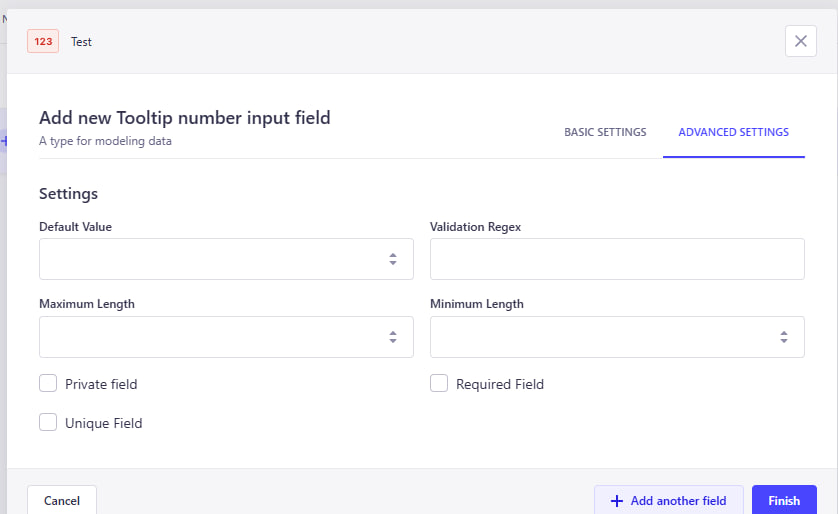 N
123 Test
Add new Tooltip number input field
A type for modeling data
BASIC SETTINGS ADVANCED SETTINGS
Settings
Default Value Validation Regex
Maximum Length Minimum Length
Private field Required Field
Unique Field
Cancel Add another field Finish